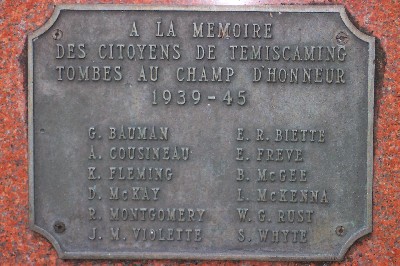 A LA MEMOIRE
DES CITOYENS DE TEMISCAMING
TOMBES AU CHAMP D'HONNEUR
1939-45
G. BAUMAN
A. COUSINEAU
K. FLEMING
D. McKAY
R. MONTGOMERY
J. M. VIOLETTE
E. R. BIETTE
E. FREVE
B. McGEE
L. McKENNA
W. G. RUST
S. WHYTE